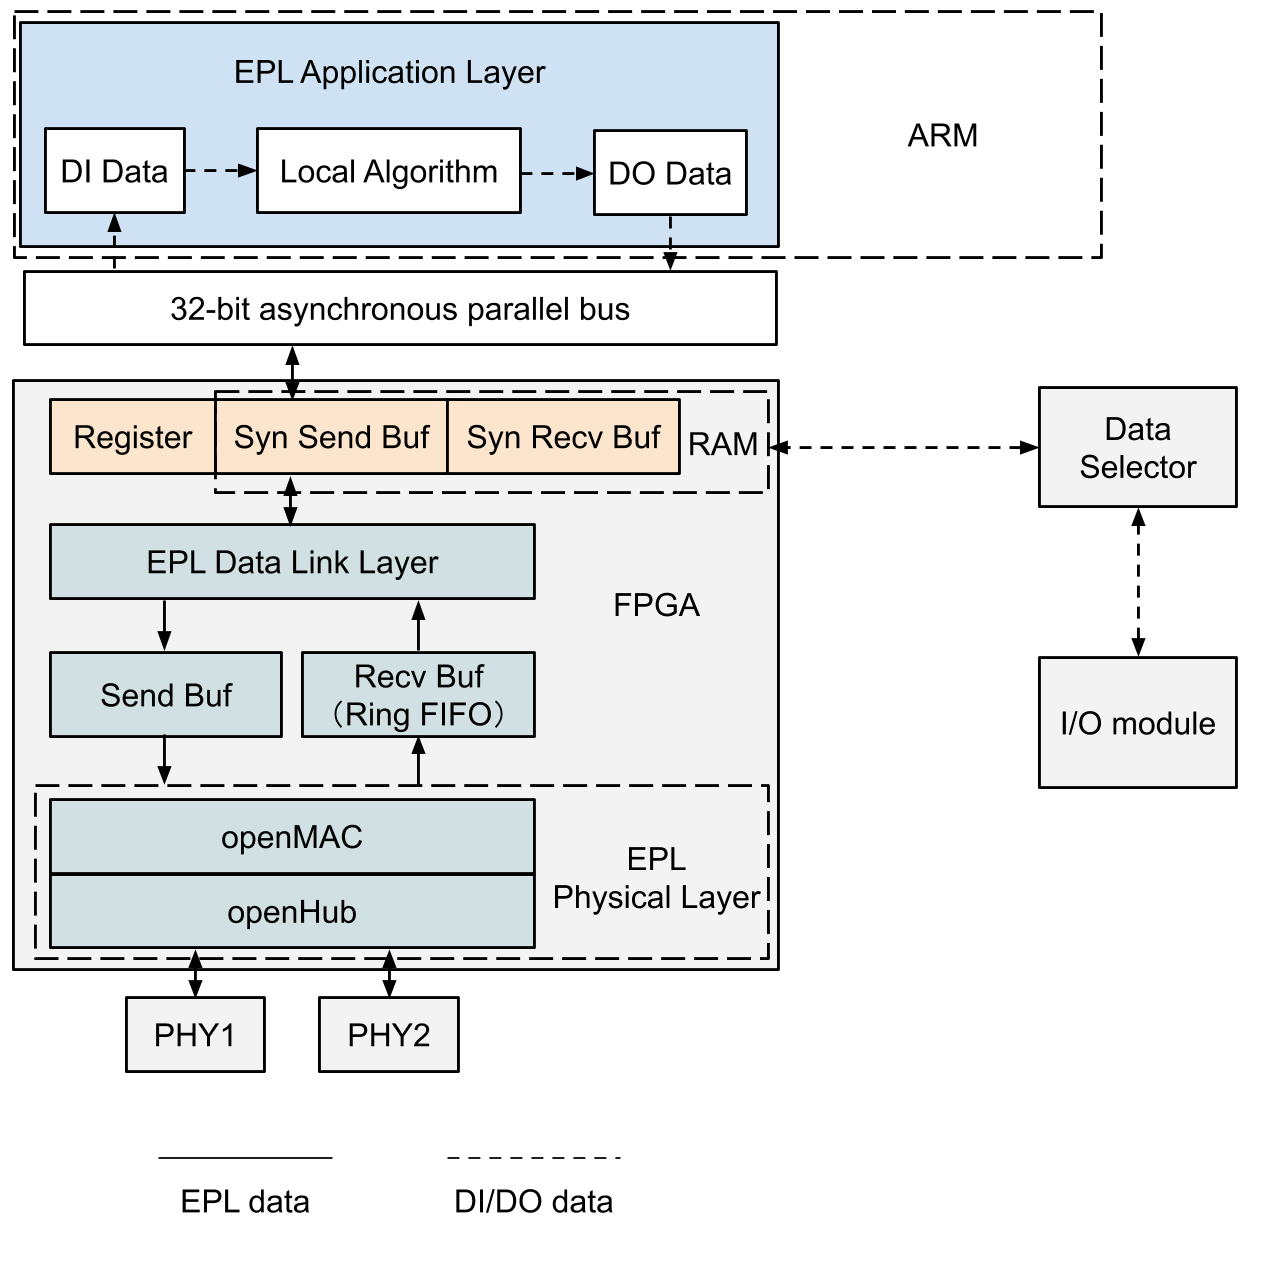 EPL Application Layer
ARM
DI Data
Local Algorithm
DO Data
32-bit asynchronous parallel bus
Register
Syn Send Buf
Syn Recv Buf
RAM
Data
Selector
EPL Data Link Layer
FPGA
Send Buf
Recv Buf
（Ring FIFO）
I/O module
openMAC
EPL
Physical Layer
openHub
PHY1
PHY2
EPL data
DI/DO data